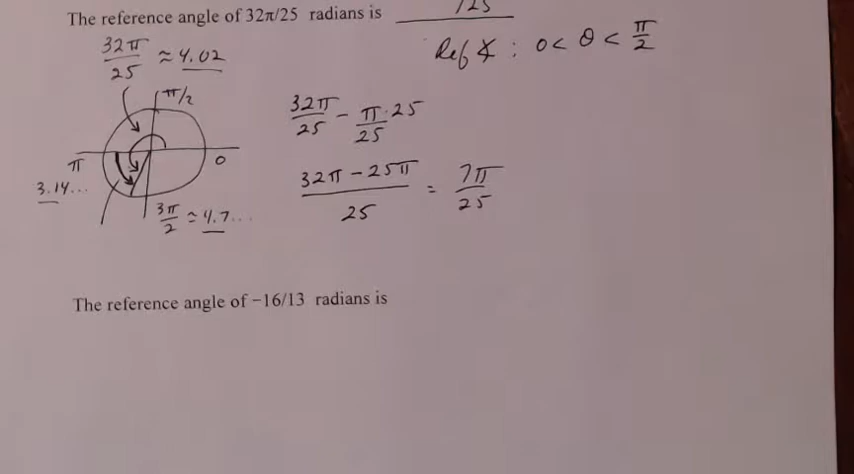 The reference angle of 32π/25 radians is
/25
32π/25 ≈ 4.02
Ref ∡ : 0 < θ < π/2
π/2
π
0
3.14...
3π/2 ≈ 4.7...
32π/25 - π·25/25
32π - 25π/25 = 7π/25
The reference angle of −16/13 radians is